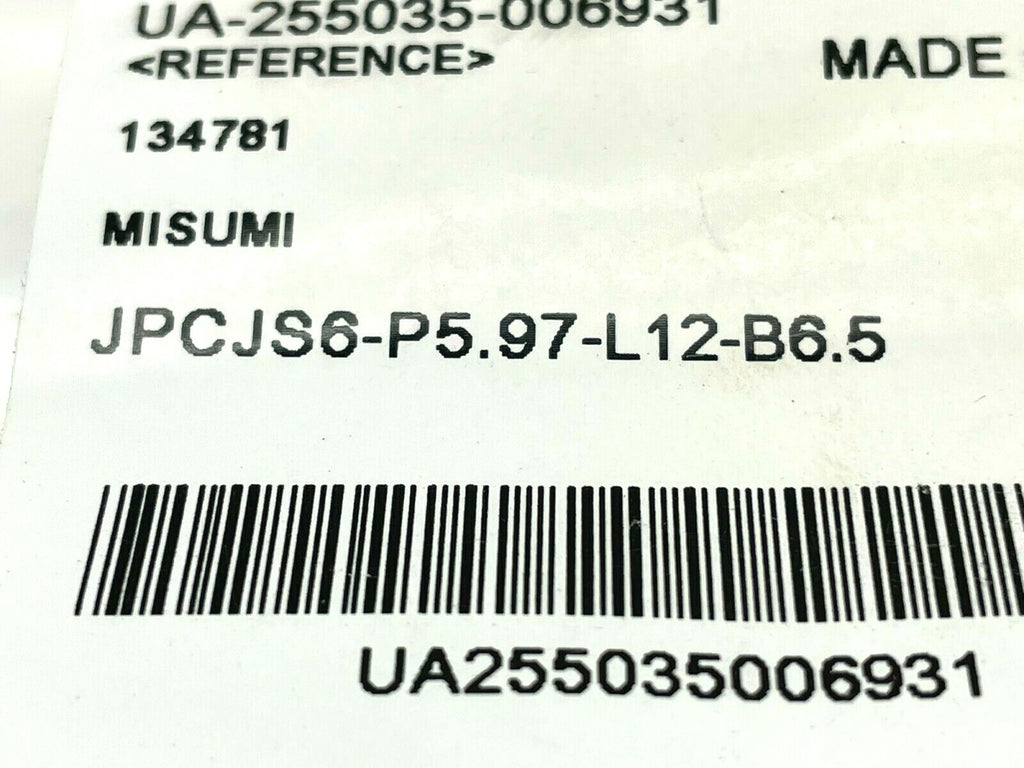 UA-255035-006931
<REFERENCE>
MADE
134781
MISUMI
JPCJS6-P5.97-L12-B6.5
UA255035006931